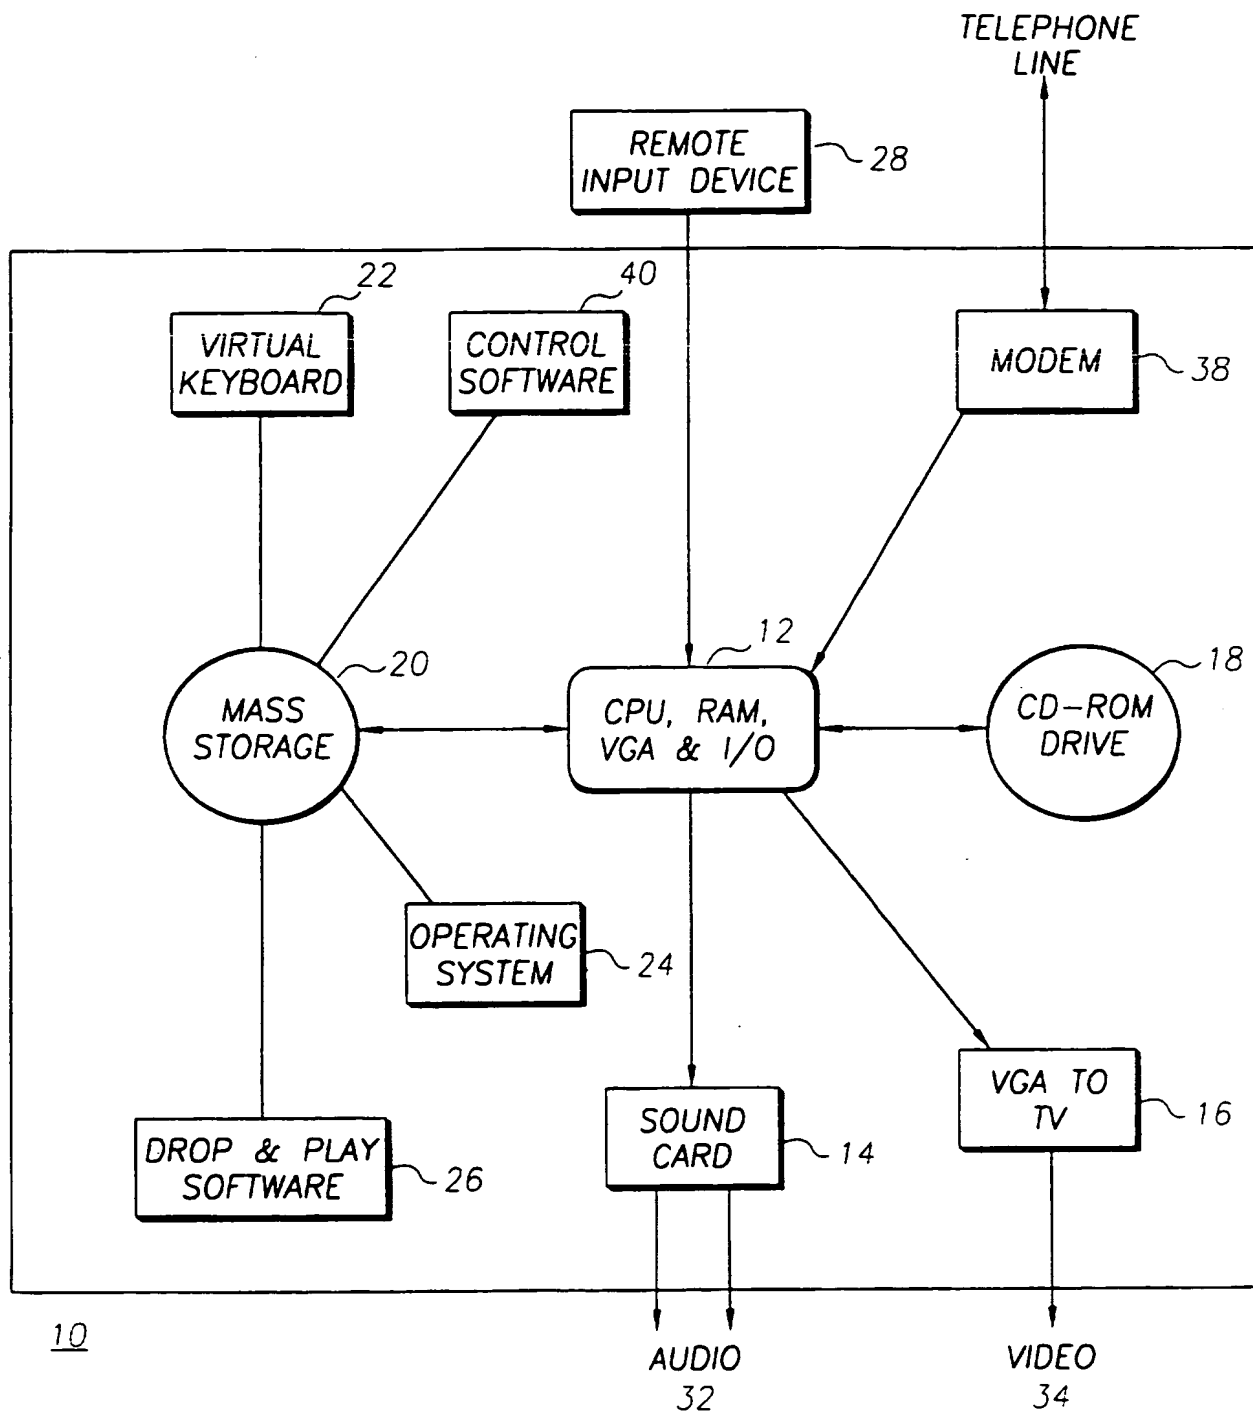 TELEPHONE
LINE
REMOTE
INPUT DEVICE
28
22
40
VIRTUAL
KEYBOARD
CONTROL
SOFTWARE
MODEM
38
12
20
18
MASS
STORAGE
CPU, RAM,
VGA & I/O
CD-ROM
DRIVE
OPERATING
SYSTEM
24
VGA TO
TV
16
SOUND
CARD
14
DROP & PLAY
SOFTWARE
26
10
AUDIO
32
VIDEO
34